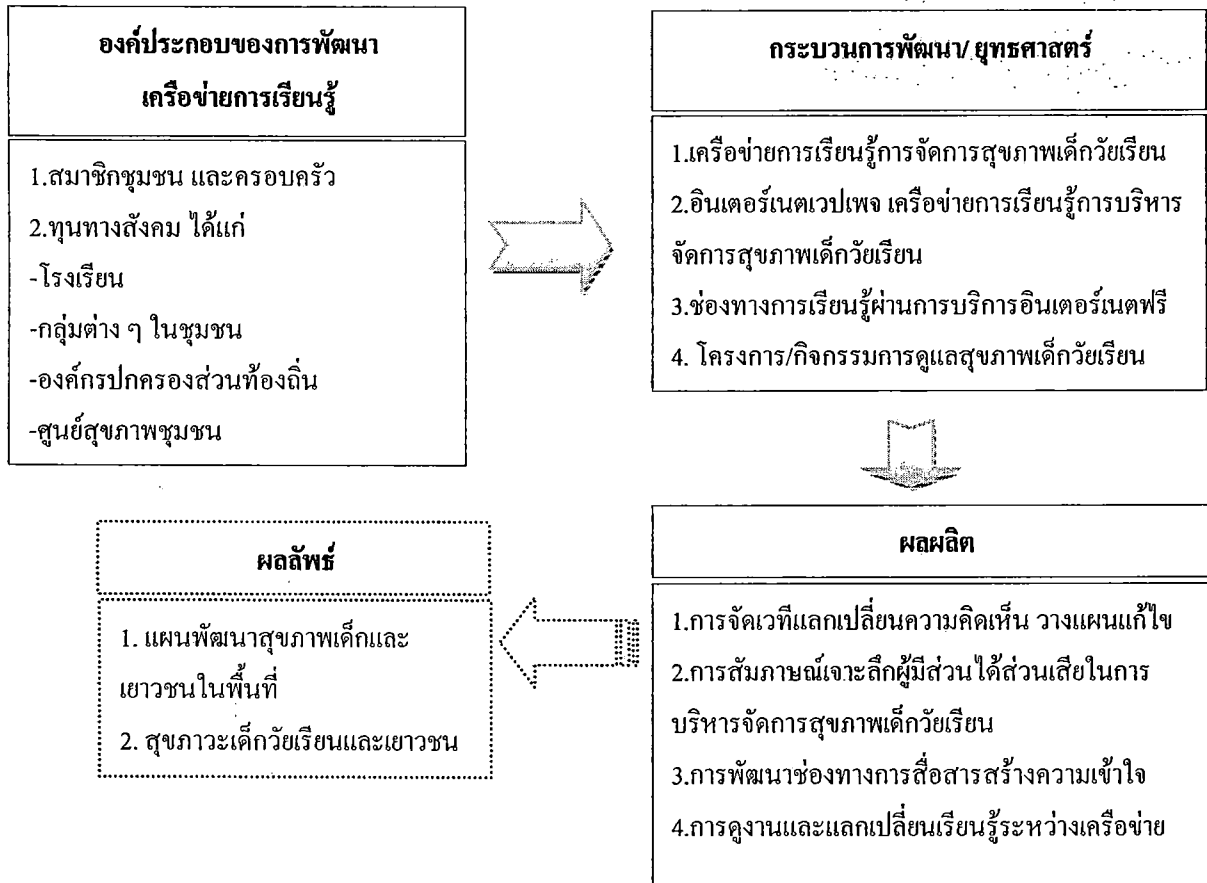 องค์ประกอบของการพัฒนา
เครือข่ายการเรียนรู้
1.สมาชิกชุมชน และครอบครัว
2.ทุนทางสังคม ได้แก่
-โรงเรียน
-กลุ่มต่าง ๆ ในชุมชน
-องค์กรปกครองส่วนท้องถิ่น
-ศูนย์สุขภาพชุมชน
กระบวนการพัฒนา/ ยุทธศาสตร์
1.เครือข่ายการเรียนรู้การจัดการสุขภาพเด็กวัยเรียน
2.อินเตอร์เนตเวปเพจ เครือข่ายการเรียนรู้การบริหาร
จัดการสุขภาพเด็กวัยเรียน
3.ช่องทางการเรียนรู้ผ่านการบริการอินเตอร์เนตฟรี
4. โครงการ/กิจกรรมการดูแลสุขภาพเด็กวัยเรียน
ผลผลิต
1.การจัดเวทีแลกเปลี่ยนความคิดเห็น วางแผนแก้ไข
2.การสัมภาษณ์เจาะลึกผู้มีส่วนได้ส่วนเสียในการ
บริหารจัดการสุขภาพเด็กวัยเรียน
3.การพัฒนาช่องทางการสื่อสารสร้างความเข้าใจ
4.การดูงานและแลกเปลี่ยนเรียนรู้ระหว่างเครือข่าย
ผลลัพธ์
1. แผนพัฒนาสุขภาพเด็กและ
เยาวชนในพื้นที่
2. สุขภาวะเด็กวัยเรียนและเยาวชน